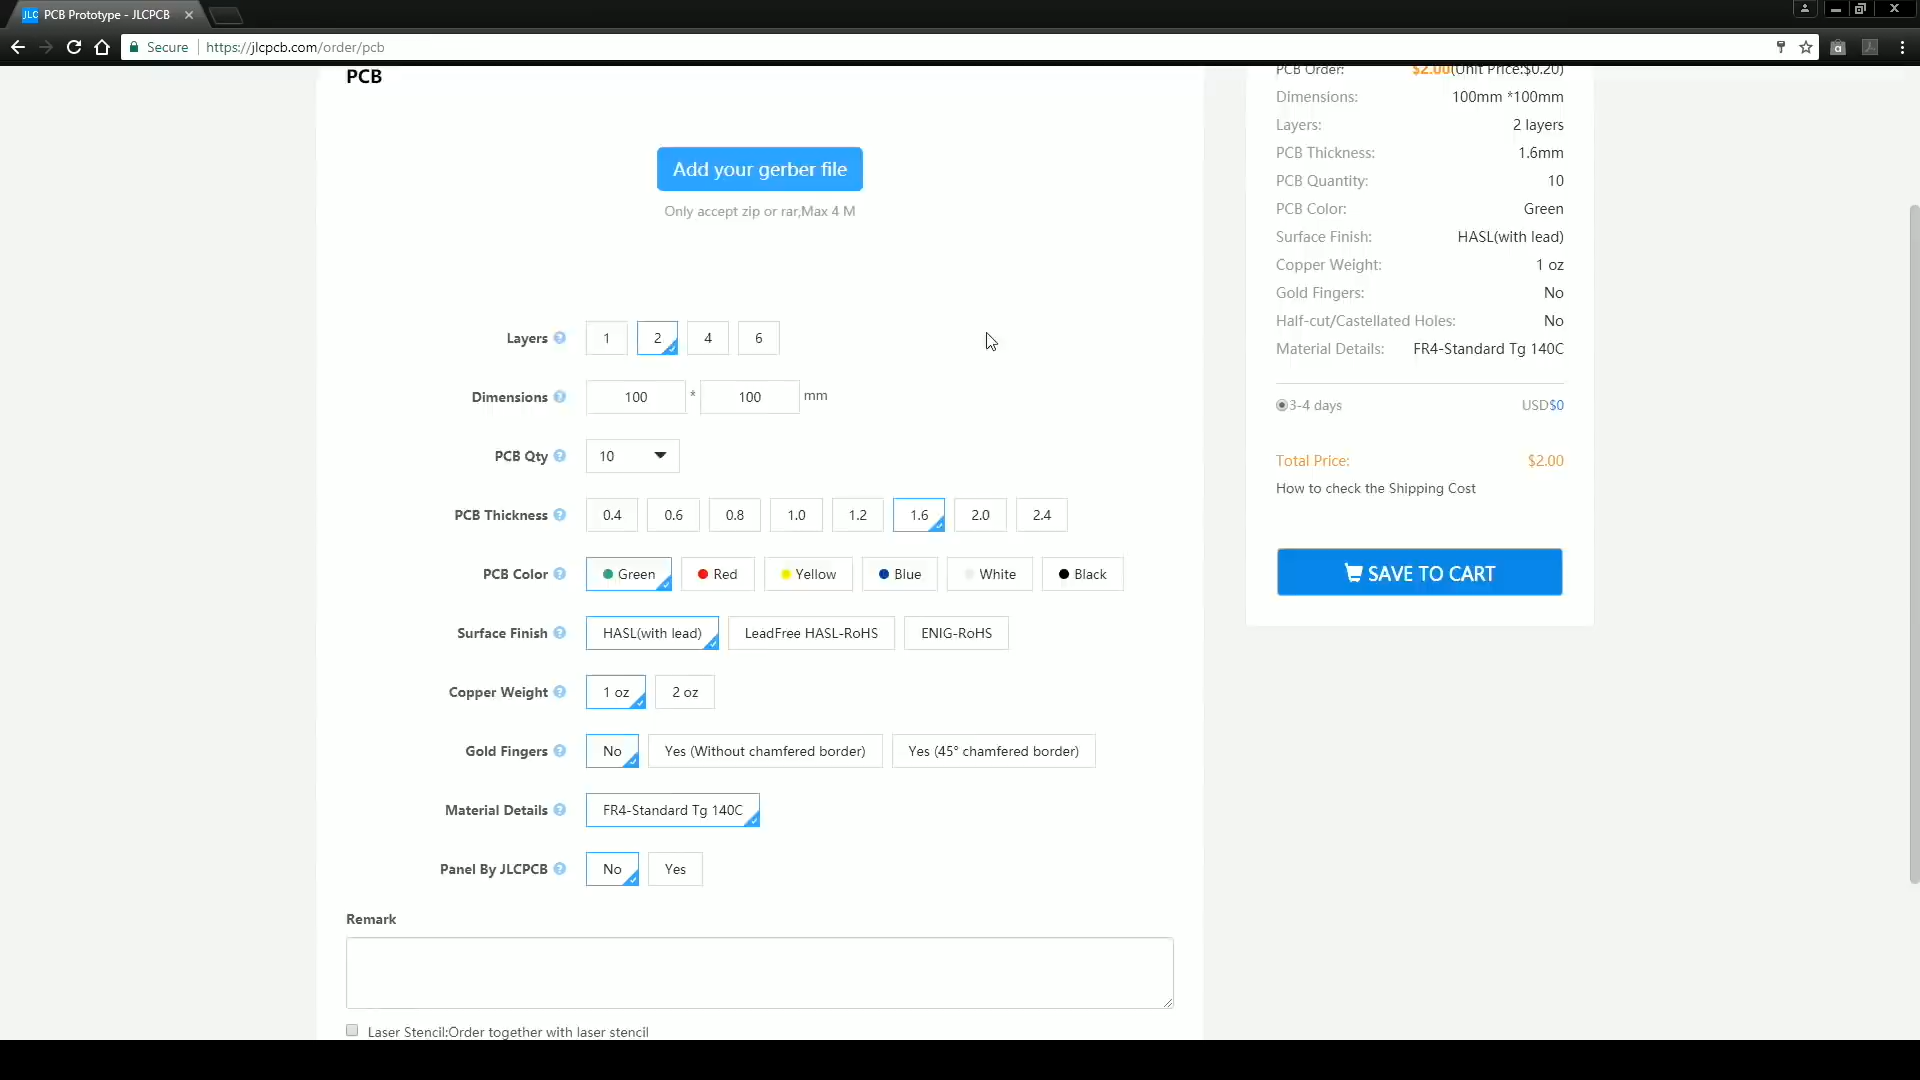 JLC PCB Prototype - JLCPCB
Secure https://jlcpcb.com/order/pcb
PCB
Add your gerber file
Only accept zip or rar,Max 4 M
Layers 1 2 4 6
Dimensions 100 * 100 mm
PCB Qty 10
PCB Thickness 0.4 0.6 0.8 1.0 1.2 1.6 2.0 2.4
PCB Color Green Red Yellow Blue White Black
Surface Finish HASL(with lead) LeadFree HASL-RoHS ENIG-RoHS
Copper Weight 1 oz 2 oz
Gold Fingers No Yes (Without chamfered border) Yes (45° chamfered border)
Material Details FR4-Standard Tg 140C
Panel By JLCPCB No Yes
Remark
Laser Stencil:Order together with laser stencil
PCB Order: $2.00(Unit Price:$0.20)
Dimensions: 100mm *100mm
Layers: 2 layers
PCB Thickness: 1.6mm
PCB Quantity: 10
PCB Color: Green
Surface Finish: HASL(with lead)
Copper Weight: 1 oz
Gold Fingers: No
Half-cut/Castellated Holes: No
Material Details: FR4-Standard Tg 140C
3-4 days USD$0
Total Price: $2.00
How to check the Shipping Cost
SAVE TO CART